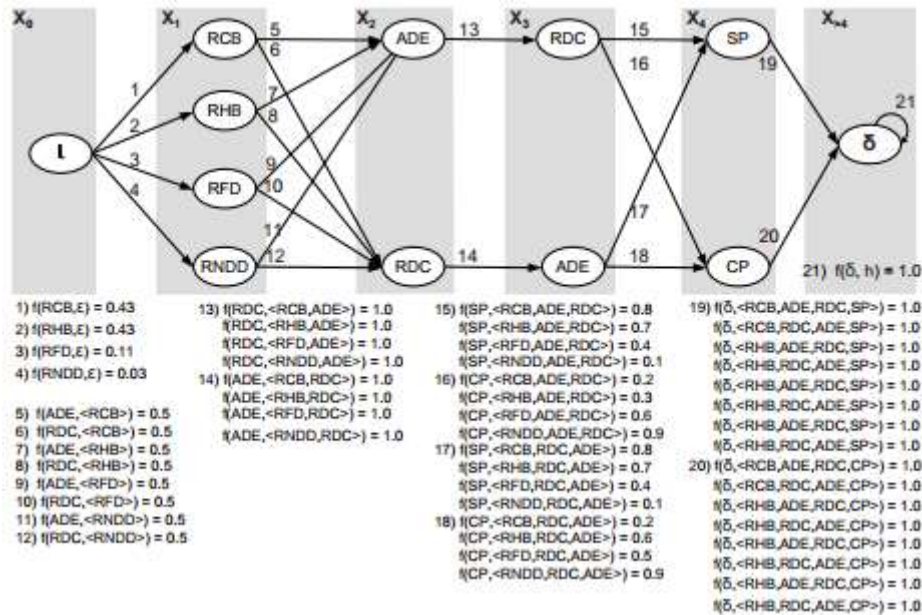 X₀
X₁
X₂
X₃
X₄
X>4
RCB
5
6
ADE
13
RDC
15
16
SP
19
21
1
2
3
4
RHB
7
8
ι
δ
RFD
9
10
11
12
17
RNDD
RDC
14
ADE
18
CP
20
21) f(δ, h) = 1.0
1) f(RCB,ε) = 0.43
2) f(RHB,ε) = 0.43
3) f(RFD,ε) = 0.11
4) f(RNDD,ε) = 0.03
5) f(ADE,<RCB>) = 0.5
6) f(RDC,<RCB>) = 0.5
7) f(ADE,<RHB>) = 0.5
8) f(RDC,<RHB>) = 0.5
9) f(ADE,<RFD>) = 0.5
10) f(RDC,<RFD>) = 0.5
11) f(ADE,<RNDD>) = 0.5
12) f(RDC,<RNDD>) = 0.5
13) f(RDC,<RCB,ADE>) = 1.0
f(RDC,<RHB,ADE>) = 1.0
f(RDC,<RFD,ADE>) = 1.0
f(RDC,<RNDD,ADE>) = 1.0
14) f(ADE,<RCB,RDC>) = 1.0
f(ADE,<RHB,RDC>) = 1.0
f(ADE,<RFD,RDC>) = 1.0
f(ADE,<RNDD,RDC>) = 1.0
15) f(SP,<RCB,ADE,RDC>) = 0.8
f(SP,<RHB,ADE,RDC>) = 0.7
f(SP,<RFD,ADE,RDC>) = 0.4
f(SP,<RNDD,ADE,RDC>) = 0.1
16) f(CP,<RCB,ADE,RDC>) = 0.2
f(CP,<RHB,ADE,RDC>) = 0.3
f(CP,<RFD,ADE,RDC>) = 0.6
f(CP,<RNDD,ADE,RDC>) = 0.9
17) f(SP,<RCB,RDC,ADE>) = 0.8
f(SP,<RHB,RDC,ADE>) = 0.7
f(SP,<RFD,RDC,ADE>) = 0.4
f(SP,<RNDD,RDC,ADE>) = 0.1
18) f(CP,<RCB,RDC,ADE>) = 0.2
f(CP,<RHB,RDC,ADE>) = 0.6
f(CP,<RFD,RDC,ADE>) = 0.5
f(CP,<RNDD,RDC,ADE>) = 0.9
19) f(δ,<RCB,ADE,RDC,SP>) = 1.0
f(δ,<RCB,RDC,ADE,SP>) = 1.0
f(δ,<RHB,ADE,RDC,SP>) = 1.0
f(δ,<RHB,RDC,ADE,SP>) = 1.0
f(δ,<RHB,ADE,RDC,SP>) = 1.0
f(δ,<RHB,RDC,ADE,SP>) = 1.0
f(δ,<RHB,ADE,RDC,SP>) = 1.0
f(δ,<RHB,RDC,ADE,SP>) = 1.0
20) f(δ,<RCB,ADE,RDC,CP>) = 1.0
f(δ,<RCB,RDC,ADE,CP>) = 1.0
f(δ,<RHB,ADE,RDC,CP>) = 1.0
f(δ,<RHB,RDC,ADE,CP>) = 1.0
f(δ,<RHB,ADE,RDC,CP>) = 1.0
f(δ,<RHB,RDC,ADE,CP>) = 1.0
f(δ,<RHB,ADE,RDC,CP>) = 1.0
f(δ,<RHB,RDC,ADE,CP>) = 1.0